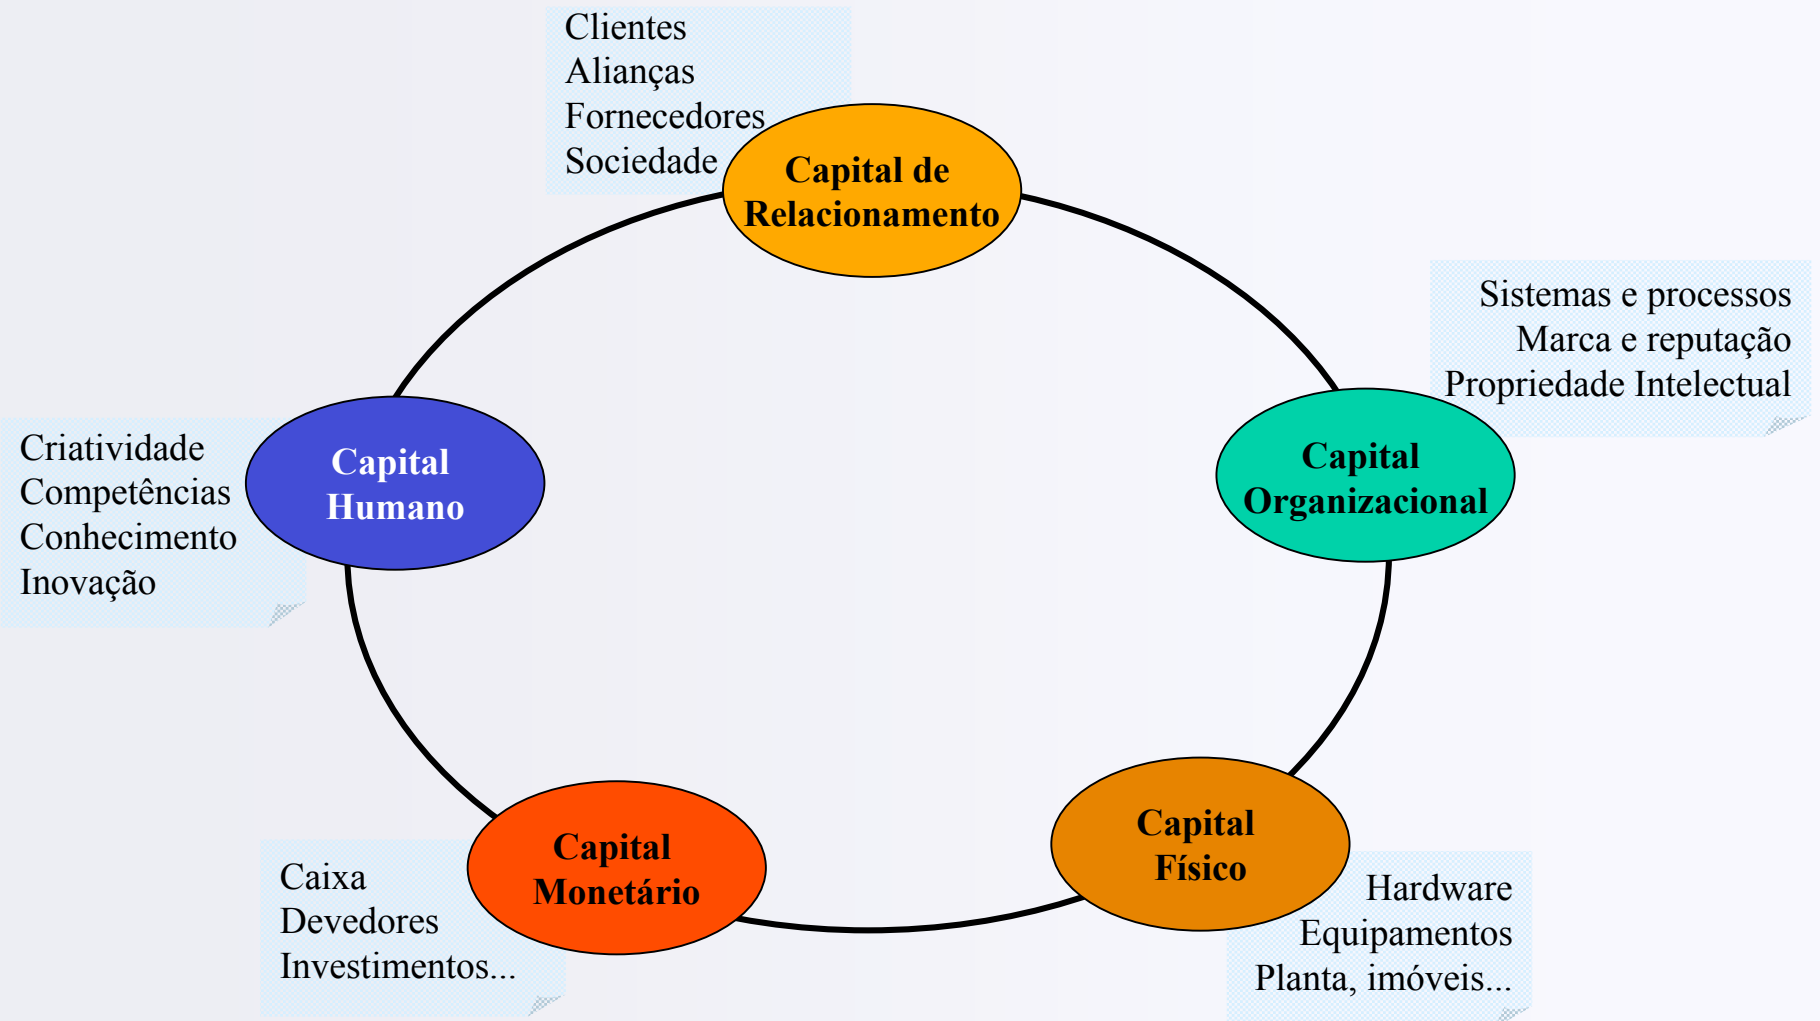 Clientes
Alianças
Fornecedores
Sociedade
Capital de
Relacionamento
Sistemas e processos
Marca e reputação
Propriedade Intelectual
Capital
Organizacional
Criatividade
Competências
Conhecimento
Inovação
Capital
Humano
Capital
Físico
Hardware
Equipamentos
Planta, imóveis...
Capital
Monetário
Caixa
Devedores
Investimentos...